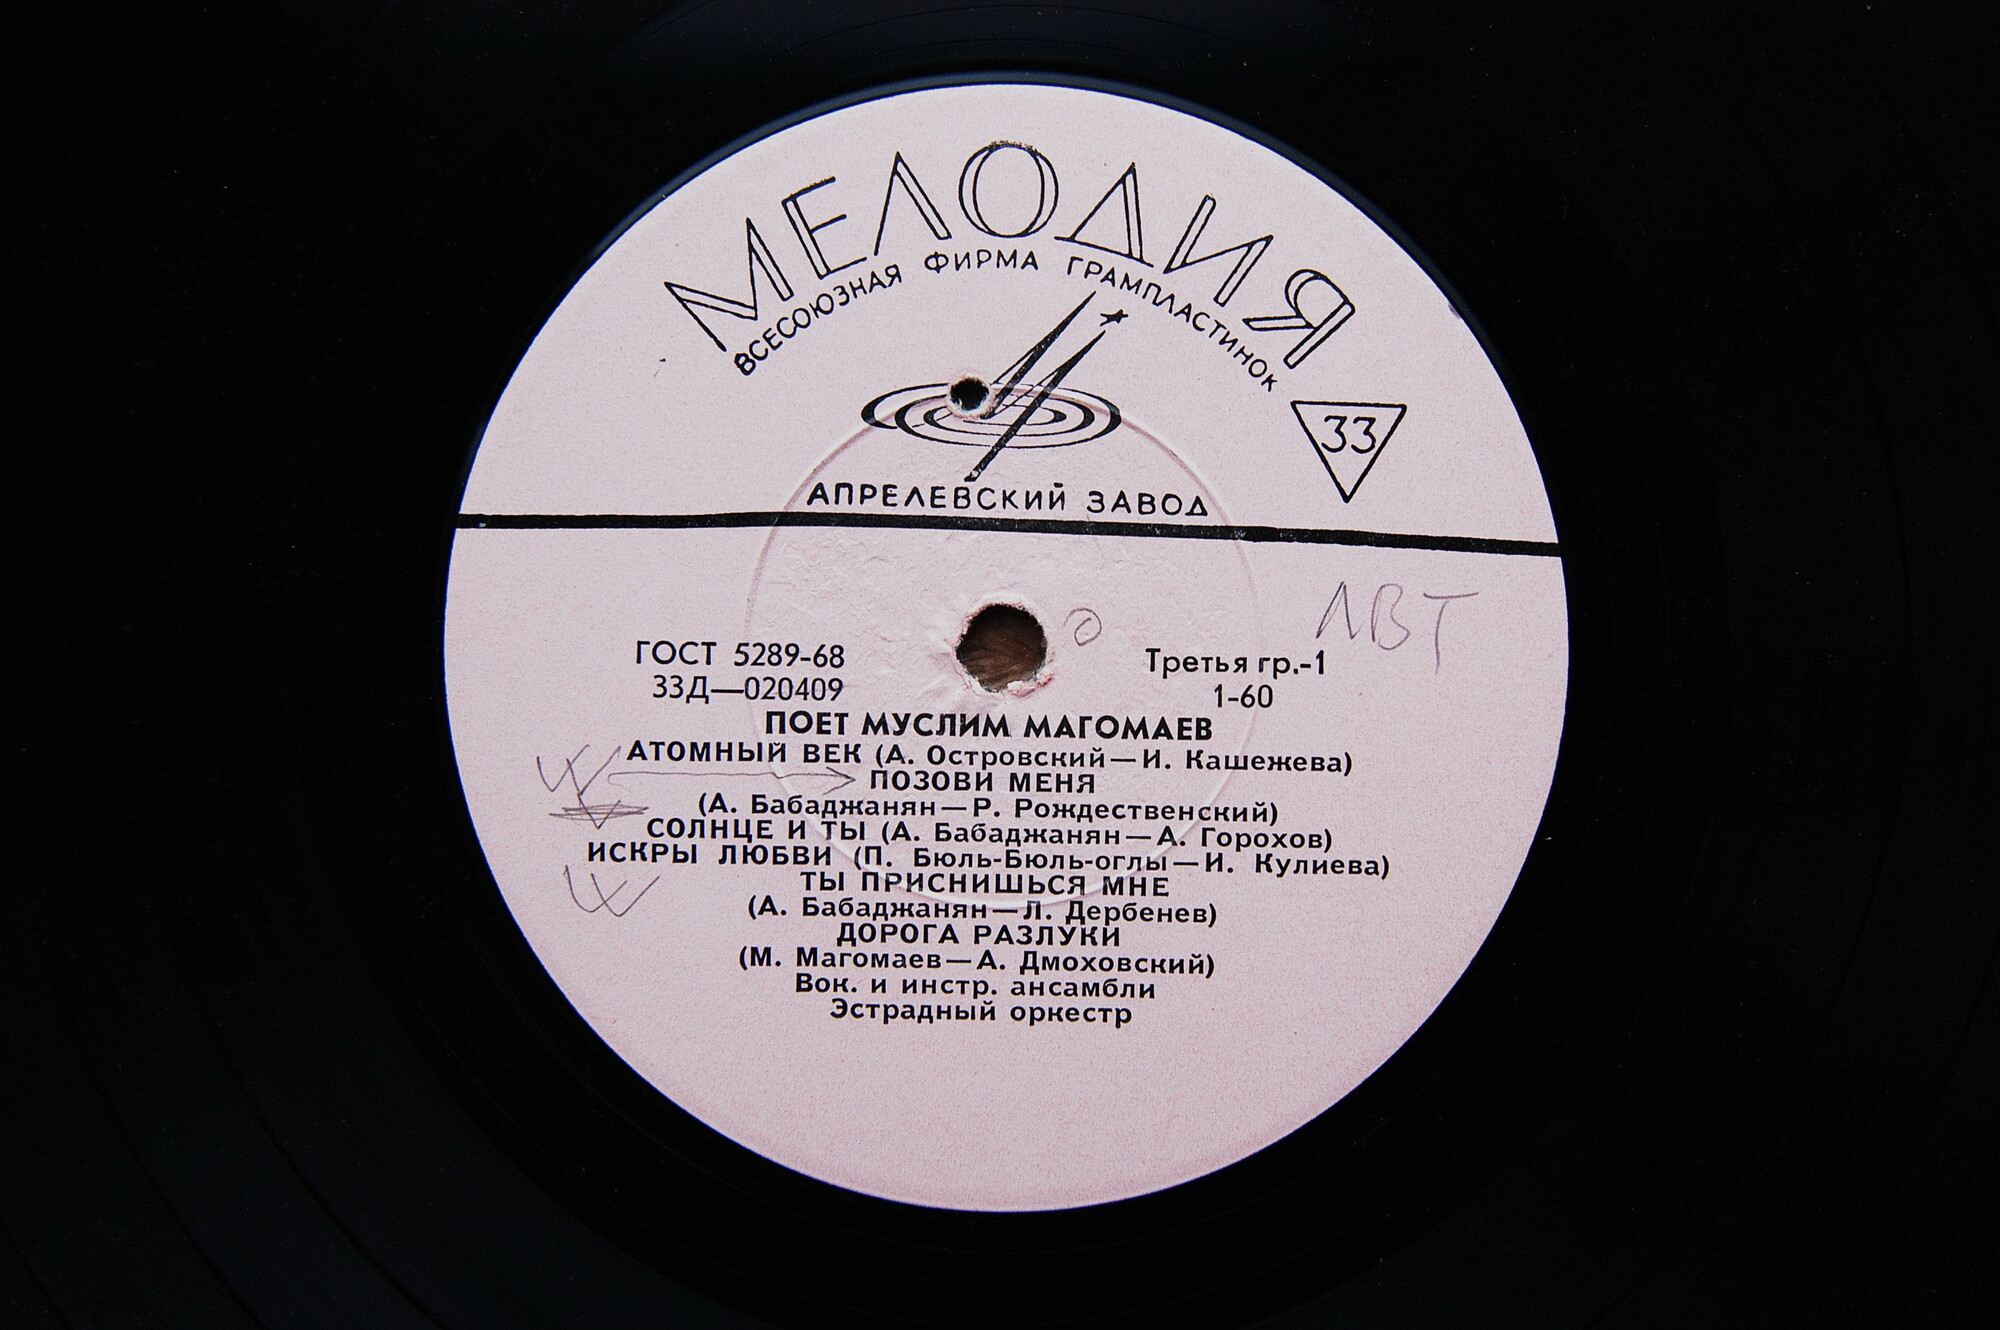 МЕЛОДИЯ
ВСЕСОЮЗНАЯ ФИРМА ГРАМПЛАСТИНОК
33
АПРЕЛЕВСКИЙ ЗАВОД
ЛВТ
ГОСТ 5289-68
Третья гр.-1
33Д—020409
1-60
ПОЕТ МУСЛИМ МАГОМАЕВ
АТОМНЫЙ ВЕК (А. Островский—И. Кашежева)
ПОЗОВИ МЕНЯ
(А. Бабаджанян—Р. Рождественский)
СОЛНЦЕ И ТЫ (А. Бабаджанян—А. Горохов)
ИСКРЫ ЛЮБВИ (П. Бюль-Бюль-оглы—И. Кулиева)
ТЫ ПРИСНИШЬСЯ МНЕ
(А. Бабаджанян—Л. Дербенев)
ДОРОГА РАЗЛУКИ
(М. Магомаев—А. Дмоховский)
Вок. и инстр. ансамбли
Эстрадный оркестр